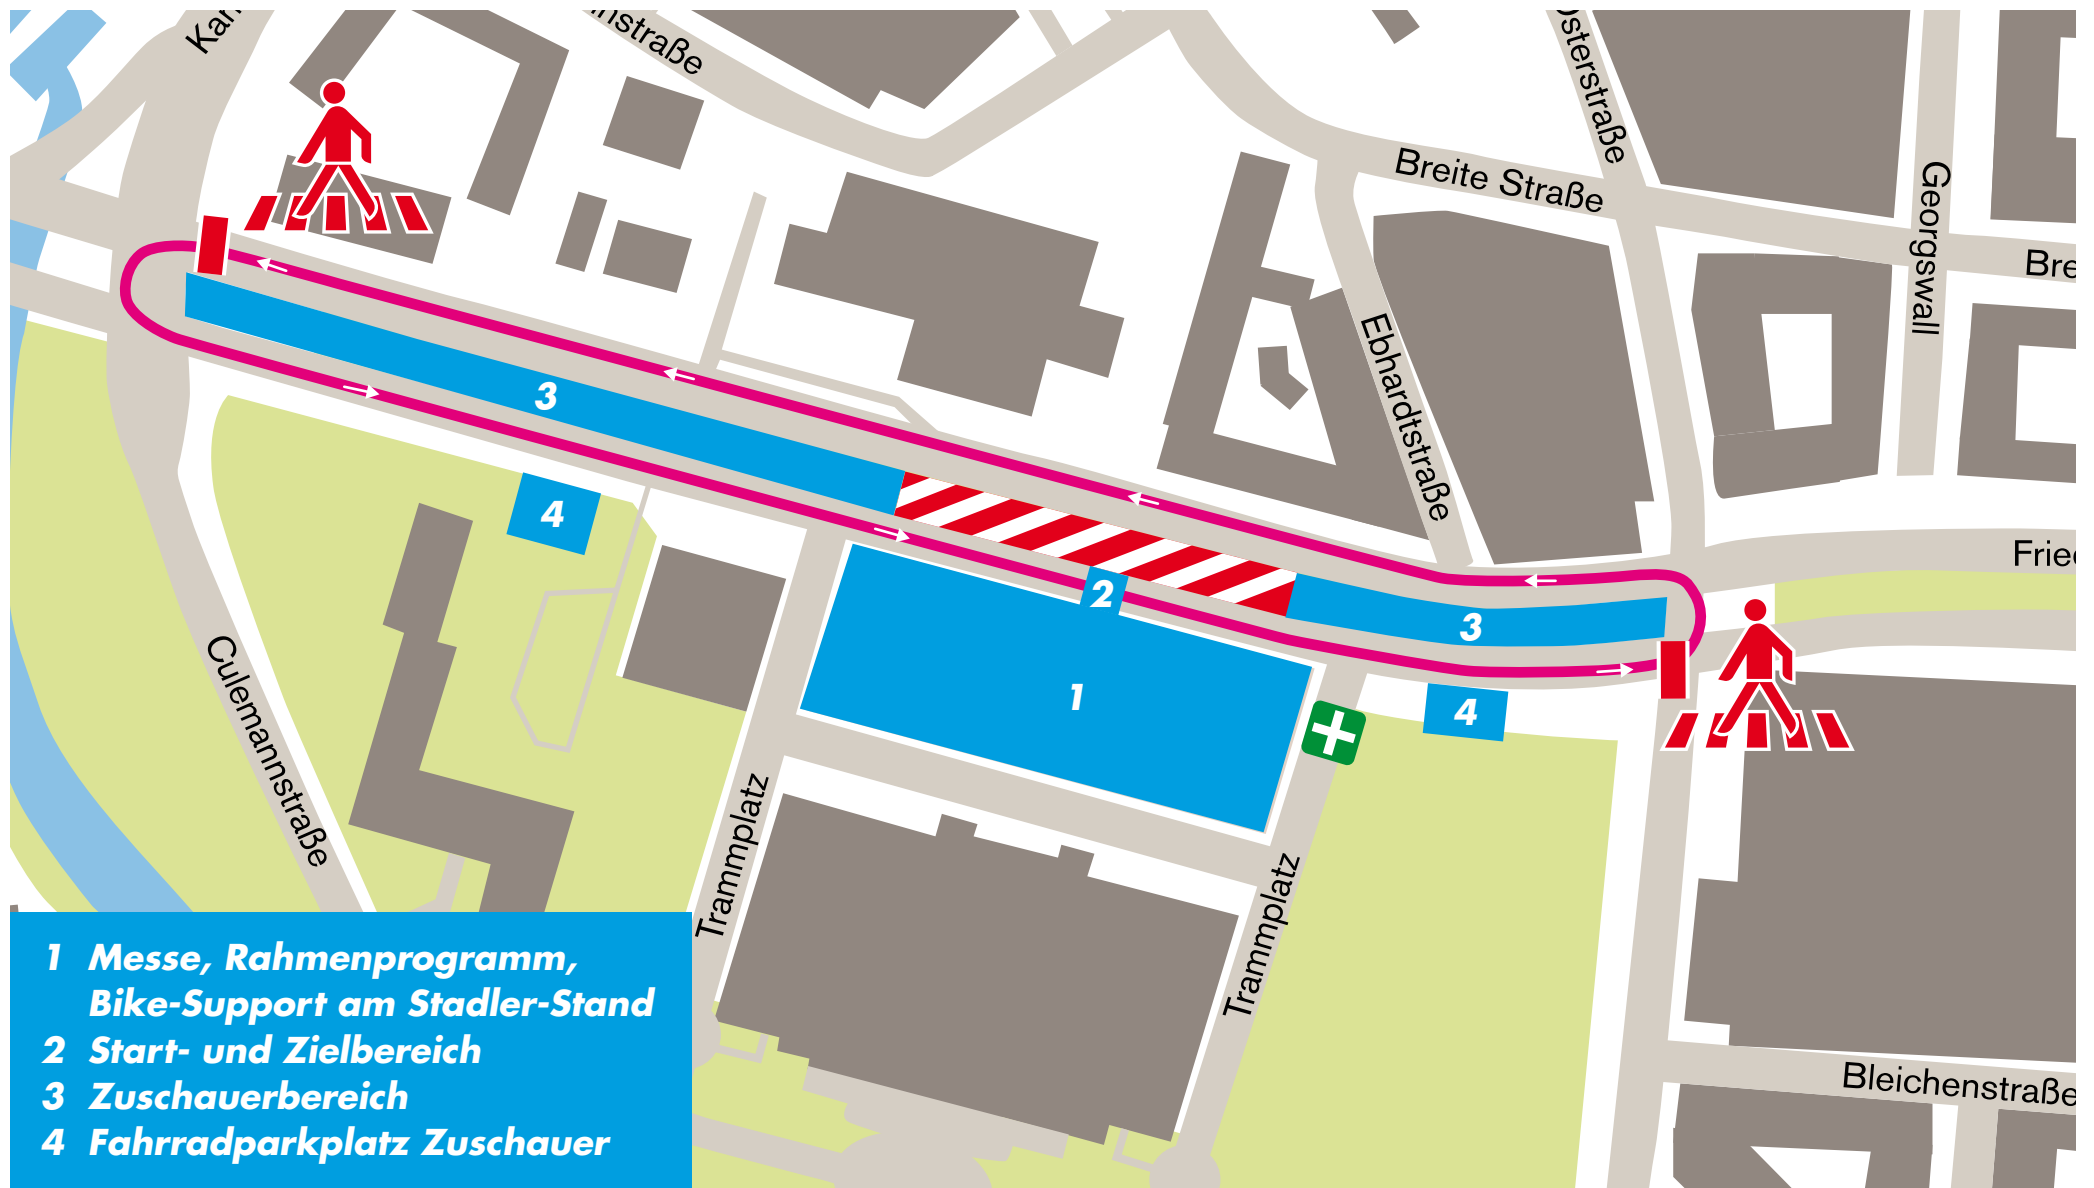 Breite Straße
Georgswall
Ebhardtstraße
3
4
2
3
1
4
Culemannstraße
Trammplatz
Trammplatz
Bleichenstraße
1 Messe, Rahmenprogramm,
Bike-Support am Stadler-Stand
2 Start- und Zielbereich
3 Zuschauerbereich
4 Fahrradparkplatz Zuschauer